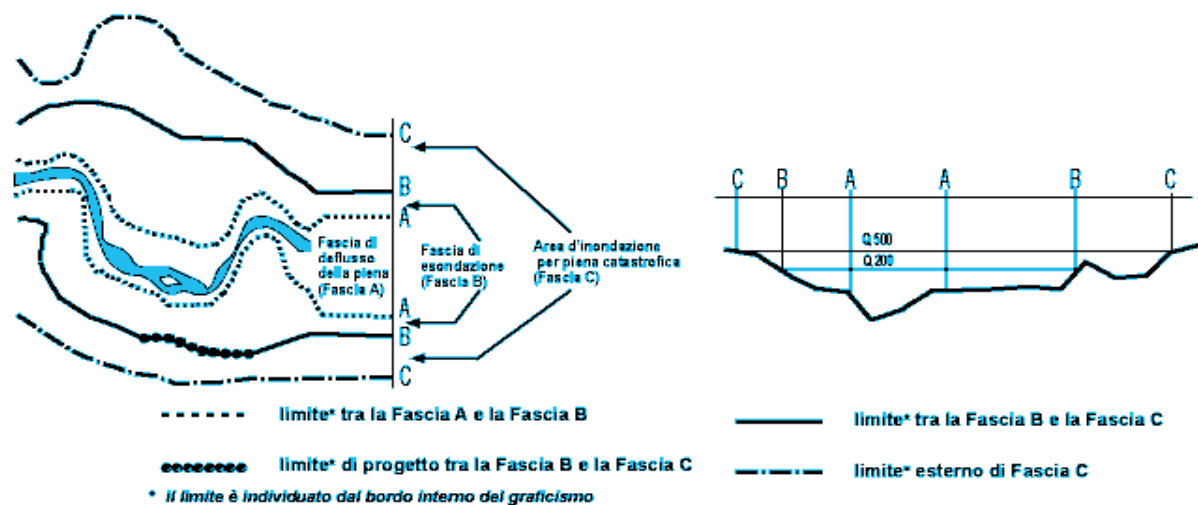 C
B
A
Fascia di
deflusso
della piena
(Fascia A)
Fascia di
esondazione
(Fascia B)
Area d'inondazione
per piena catastrofica
(Fascia C)
A
B
C
C B A A B C
Q,500
Q,200
limite* tra la Fascia A e la Fascia B
limite* di progetto tra la Fascia B e la Fascia C
* il limite è individuato dal bordo interno del graficismo
limite* tra la Fascia B e la Fascia C
limite* esterno di Fascia C